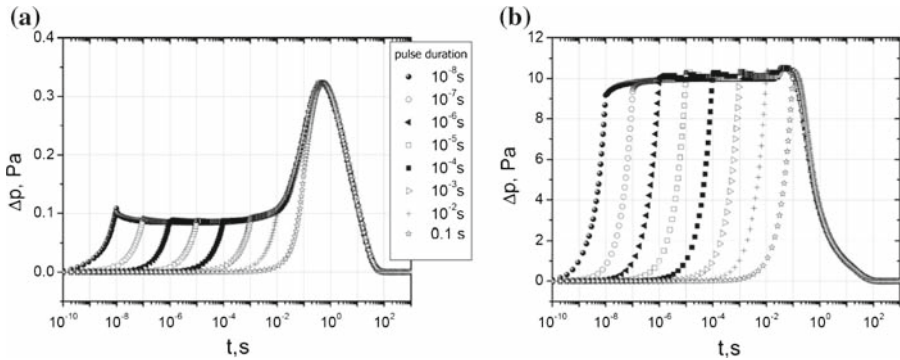 (a)
0.4
0.3
0.2
0.1
0.0
Δp, Pa
10⁻¹⁰ 10⁻⁸ 10⁻⁶ 10⁻⁴ 10⁻² 10⁰ 10²
t,s
pulse duration
10⁻⁸s
10⁻⁷s
10⁻⁶s
10⁻⁵s
10⁻⁴s
10⁻³s
10⁻²s
0.1 s
(b)
12
10
8
6
4
2
0
Δp, Pa
10⁻¹⁰ 10⁻⁸ 10⁻⁶ 10⁻⁴ 10⁻² 10⁰ 10²
t,s